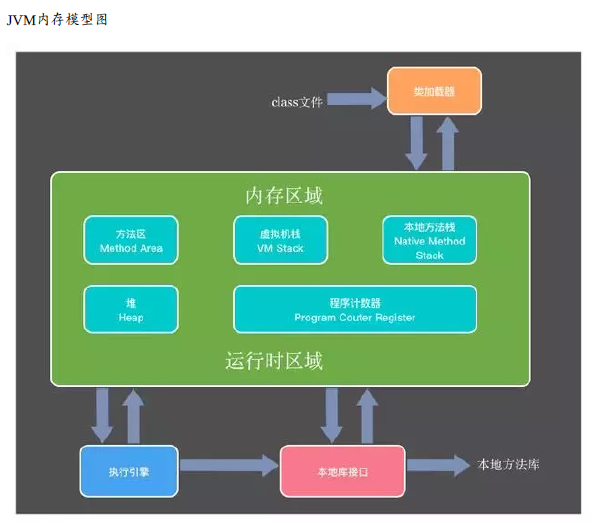 JVM内存模型图
类加载器
class文件
内存区域
方法区
Method Area
虚拟机栈
VM Stack
本地方法栈
Native Method
Stack
堆
Heap
程序计数器
Program Couter Register
运行时区域
执行引擎
本地库接口
本地方法库